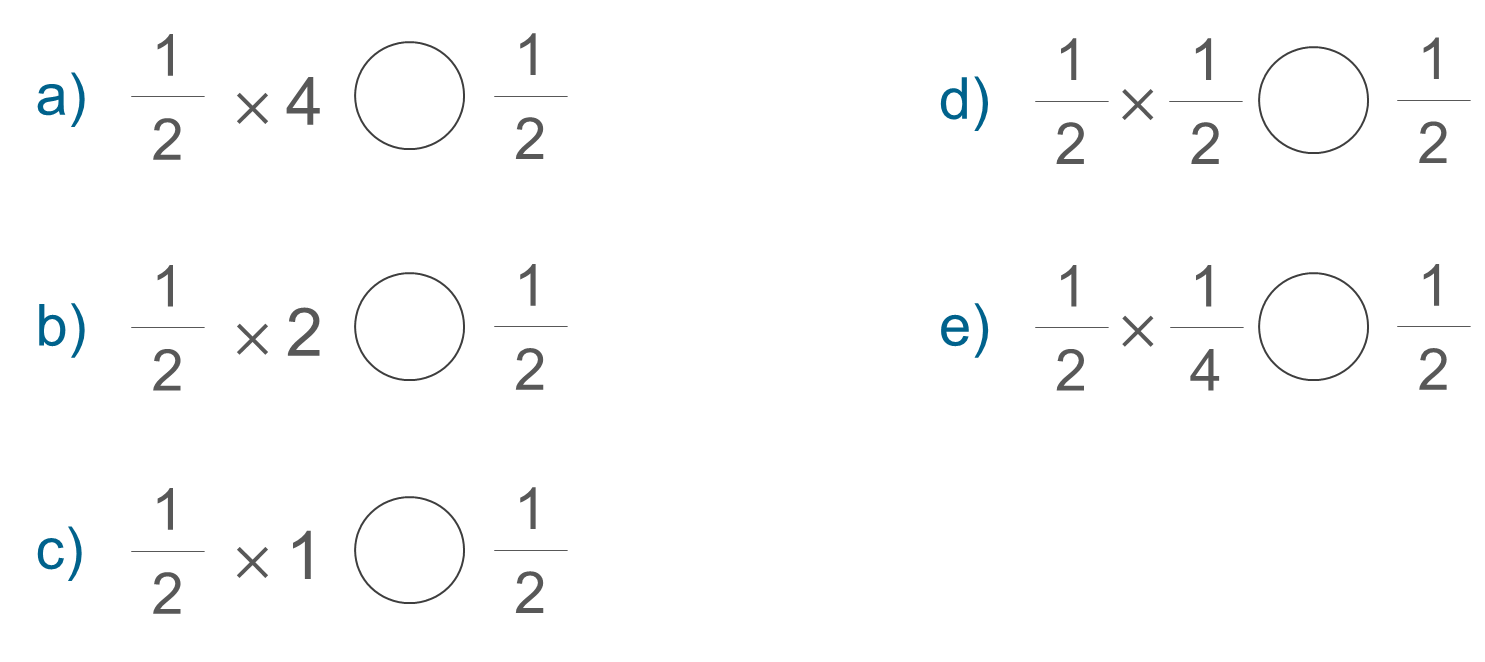 a) 1/2 × 4 ◯ 1/2
b) 1/2 × 2 ◯ 1/2
c) 1/2 × 1 ◯ 1/2
d) 1/2 × 1/2 ◯ 1/2
e) 1/2 × 1/4 ◯ 1/2